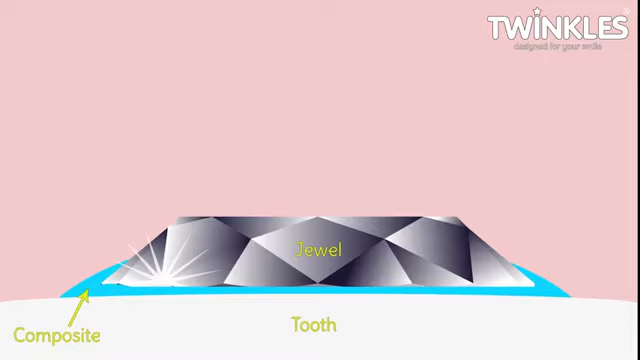 TWINKLES
designed for your smile
Jewel
Tooth
Composite